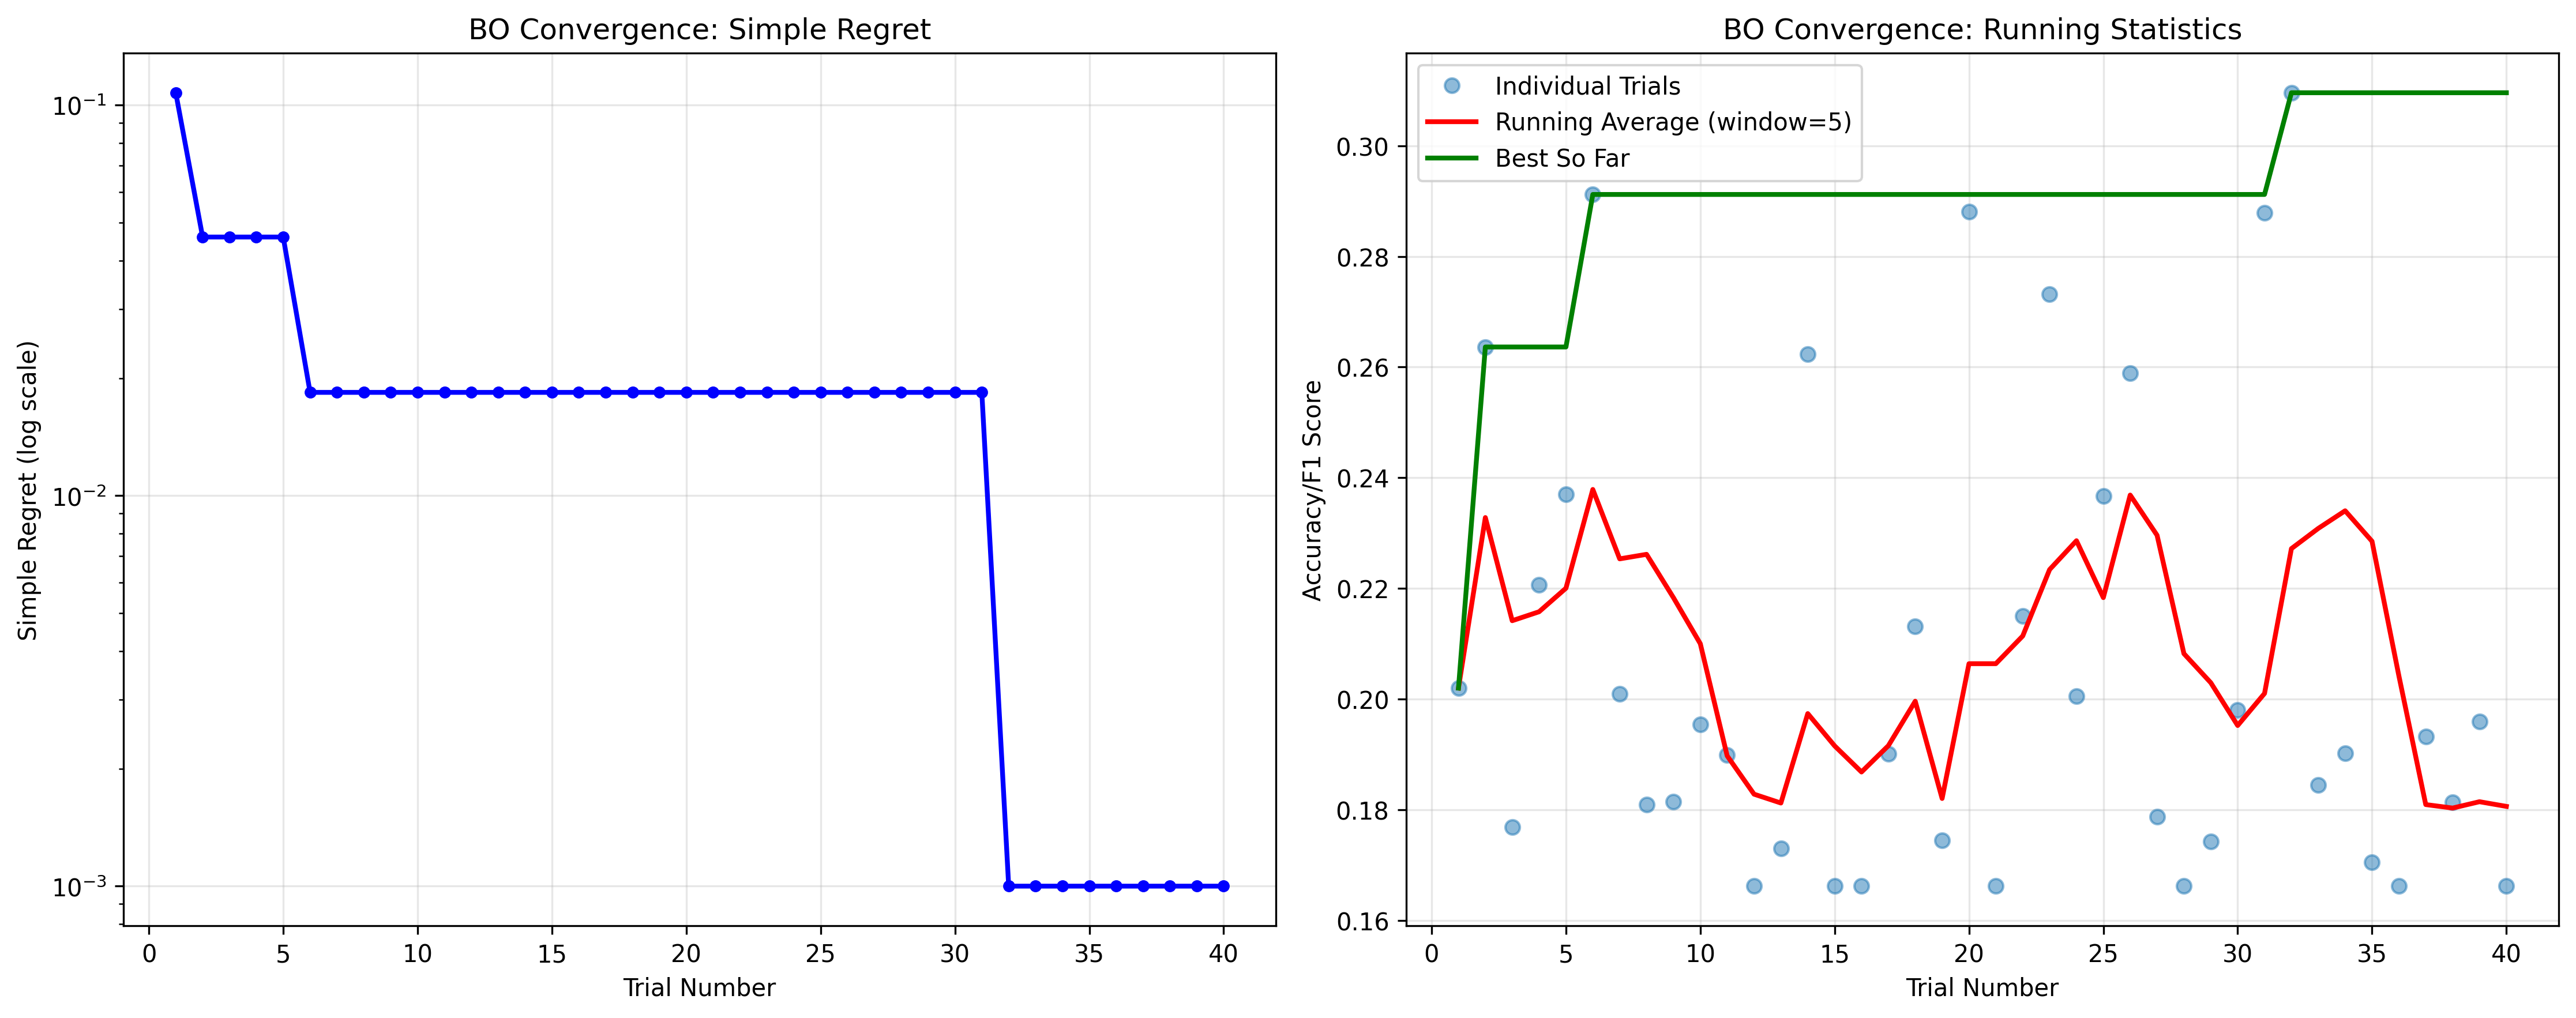 BO Convergence: Simple Regret
Simple Regret (log scale)
10⁻¹
10⁻²
10⁻³
0 5 10 15 20 25 30 35 40
Trial Number
BO Convergence: Running Statistics
Individual Trials
Running Average (window=5)
Best So Far
Accuracy/F1 Score
0.30
0.28
0.26
0.24
0.22
0.20
0.18
0.16
0 5 10 15 20 25 30 35 40
Trial Number